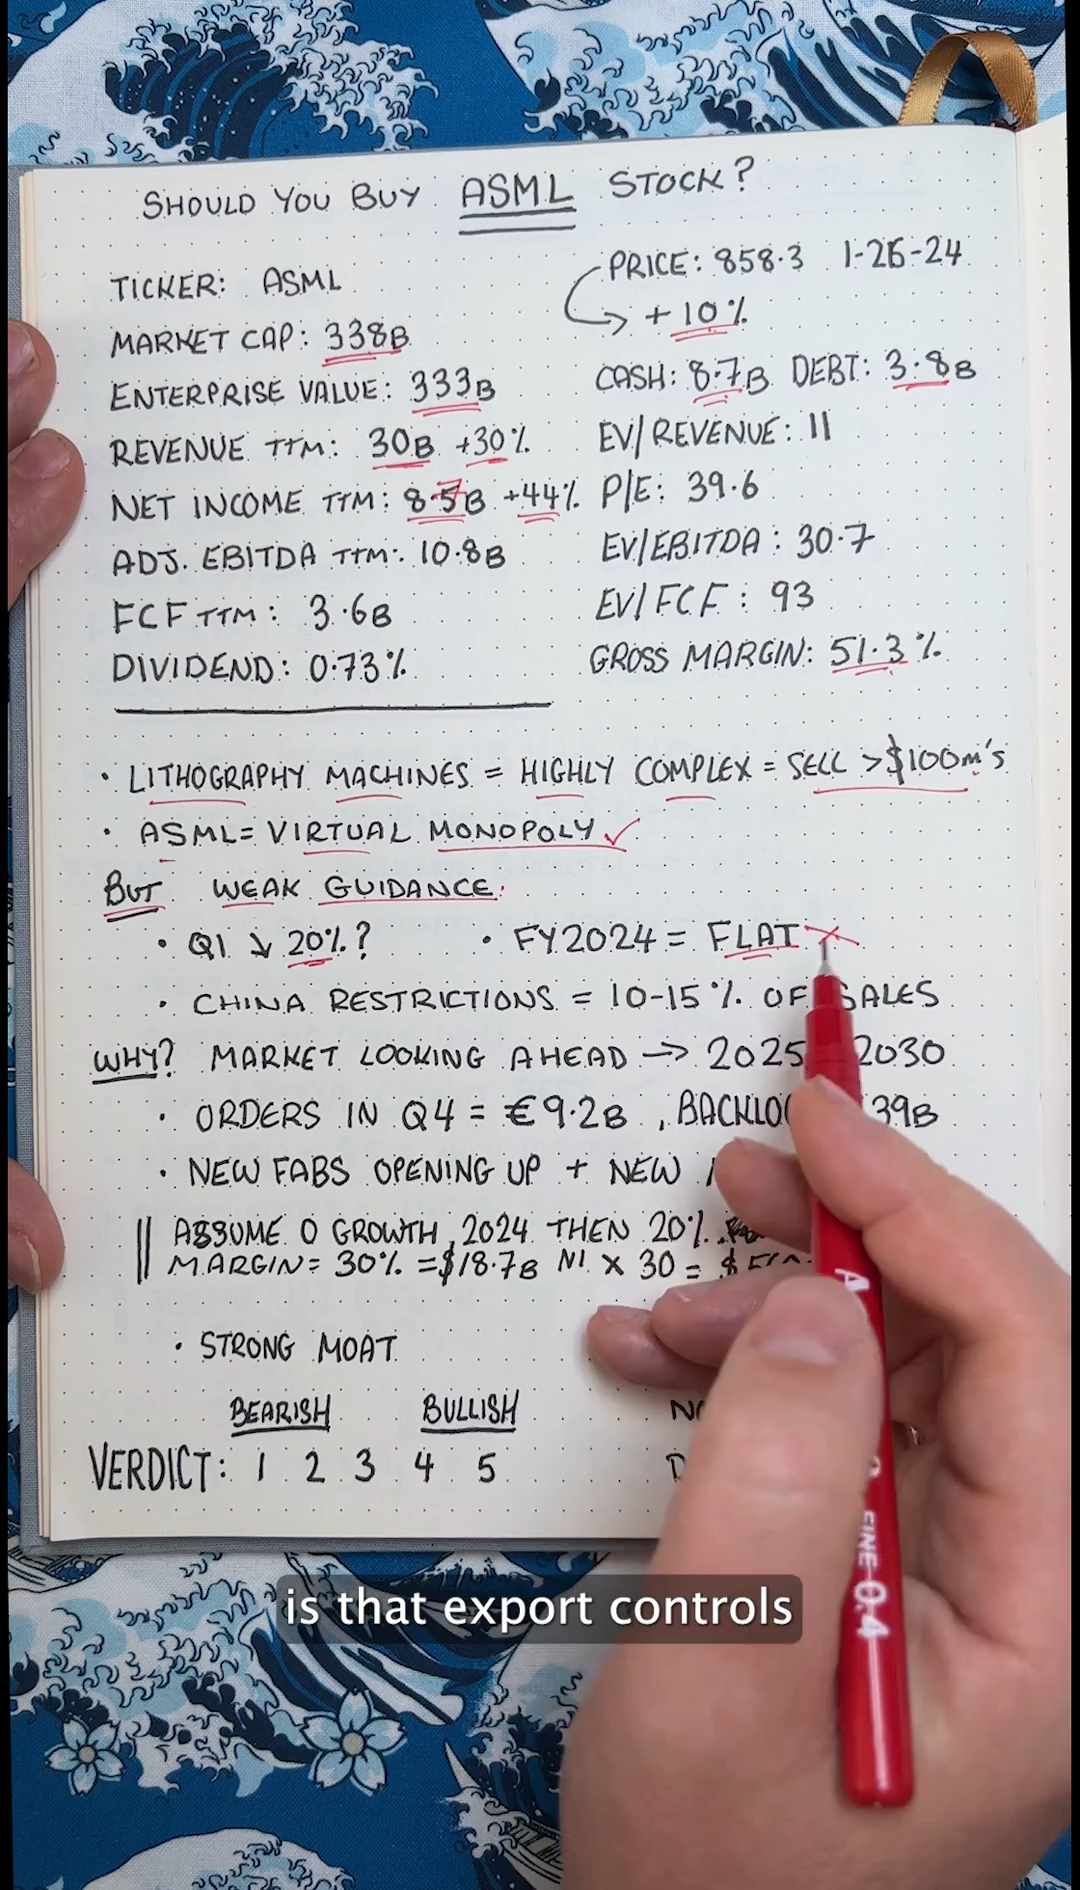 SHOULD YOU BUY ASML STOCK?
TICKER: ASML
PRICE: 858.3 1-26-24
+ 10%
MARKET CAP: 338B
CASH: 8.7B DEBT: 3.8B
ENTERPRISE VALUE: 333B
EV/REVENUE: 11
REVENUE TTM: 30B +30%
P/E: 39.6
NET INCOME TTM: 8.5B +44%
EV/EBITDA: 30.7
ADJ. EBITDA TTM: 10.8B
EV/FCF: 93
FCF TTM: 3.6B
GROSS MARGIN: 51.3%
DIVIDEND: 0.73%
• LITHOGRAPHY MACHINES = HIGHLY COMPLEX = SELL >$100m's
• ASML = VIRTUAL MONOPOLY ✓
BUT WEAK GUIDANCE:
• Q1 ↘ 20%? • FY2024 = FLAT
• CHINA RESTRICTIONS = 10-15% OF SALES
WHY? MARKET LOOKING AHEAD → 2025 2030
• ORDERS IN Q4 = €9.2B, 39B
• NEW FABS OPENING UP + NEW
ASSUME 0 GROWTH 2024 THEN 20%
MARGIN = 30% = $18.7B NI X 30 = $
• STRONG MOAT
BEARISH BULLISH
VERDICT: 1 2 3 4 5
FINE 0.4
is that export controls